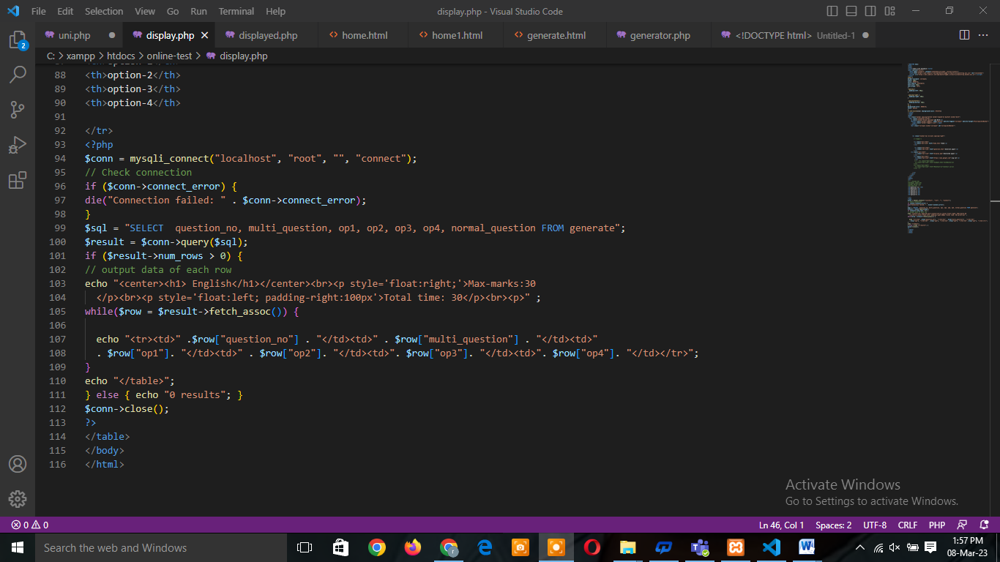 File Edit Selection View Go Run Terminal Help display.php - Visual Studio Code
uni.php display.php displayed.php home.html home1.html generate.html generator.php <!DOCTYPE html> Untitled-1
C: > xampp > htdocs > online-test > display.php
2
88 <th>option-2</th>
89 <th>option-3</th>
90 <th>option-4</th>
91
92 </tr>
93 <?php
94 $conn = mysqli_connect("localhost", "root", "", "connect");
95 // Check connection
96 if ($conn->connect_error) {
97 die("Connection failed: " . $conn->connect_error);
98 }
99 $sql = "SELECT  question_no, multi_question, op1, op2, op3, op4, normal_question FROM generate";
100 $result = $conn->query($sql);
101 if ($result->num_rows > 0) {
102 // output data of each row
103 echo "<center><h1> English</h1></center><br><p style='float:right;'>Max-marks:30
104   </p><br><p style='float:left; padding-right:100px'>Total time: 30</p><br><p>" ;
105 while($row = $result->fetch_assoc()) {
106
107   echo "<tr><td>" .$row["question_no"] . "</td><td>" . $row["multi_question"] . "</td><td>"
108   . $row["op1"]. "</td><td>" . $row["op2"]. "</td><td>". $row["op3"]. "</td><td>". $row["op4"]. "</td></tr>";
109 }
110 echo "</table>";
111 } else { echo "0 results"; }
112 $conn->close();
113 ?>
114 </table>
115 </body>
116 </html>
Activate Windows
Go to Settings to activate Windows.
0 0 Ln 46, Col 1 Spaces: 2 UTF-8 CRLF PHP
Search the web and Windows
1:57 PM
08-Mar-23